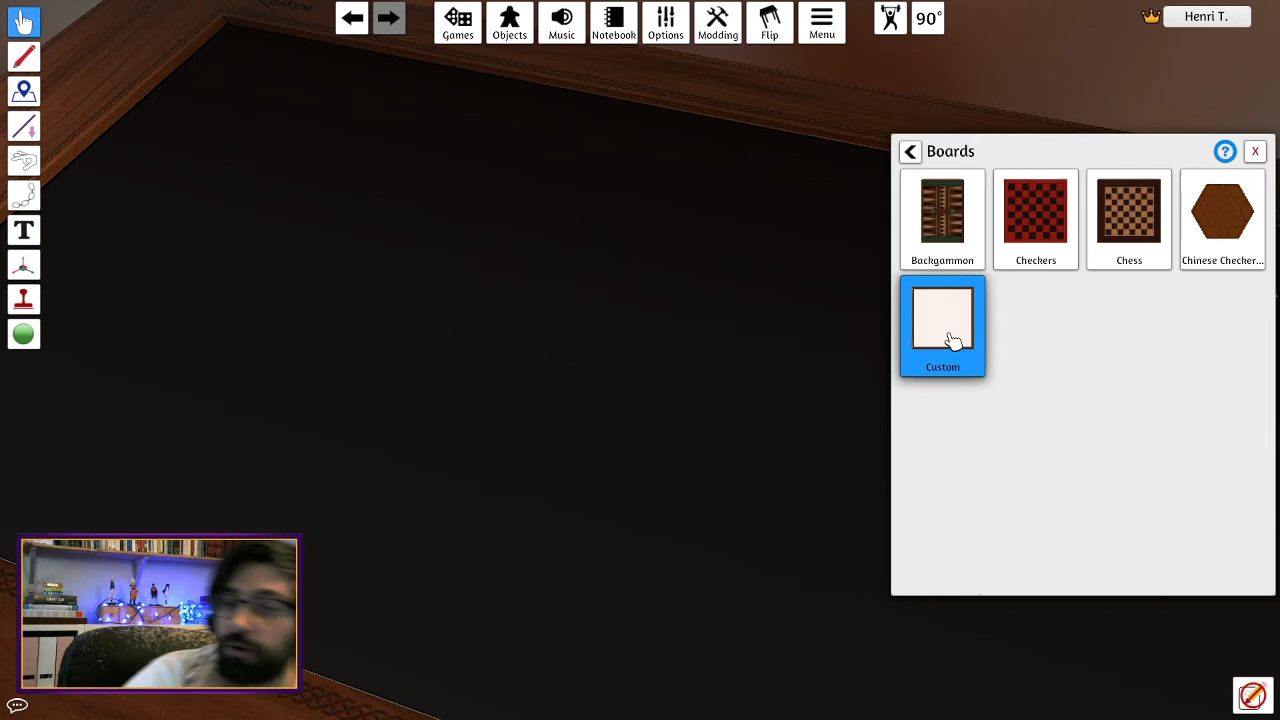 90°
Henri T.
Games
Objects
Music
Notebook
Options
Modding
Flip
Menu
T
Boards
?
X
Backgammon
Checkers
Chess
Chinese Checker...
Custom